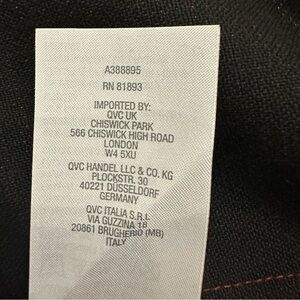 A388895
RN 81893
IMPORTED BY:
QVC UK
CHISWICK PARK
566 CHISWICK HIGH ROAD
LONDON
W4 5XU
QVC HANDEL LLC & CO. KG
PLOCKSTR. 30
40221 DÜSSELDORF
GERMANY
QVC ITALIA S.R.L
VIA GUZZINA 18
20861 BRUGHERIO (MB)
ITALY